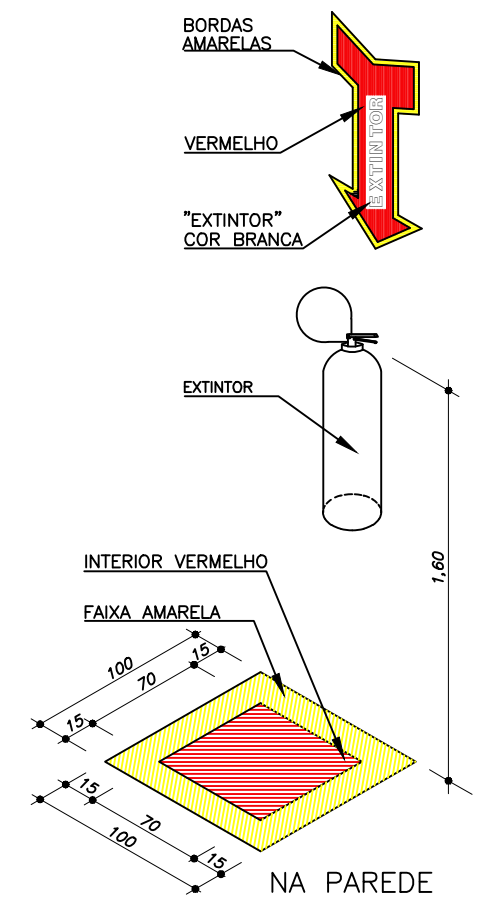 BORDAS
AMARELAS
VERMELHO
EXTINTOR
"EXTINTOR"
COR BRANCA
EXTINTOR
1,60
INTERIOR VERMELHO
FAIXA AMARELA
100
15
70
15
15
70
100
15
NA PAREDE